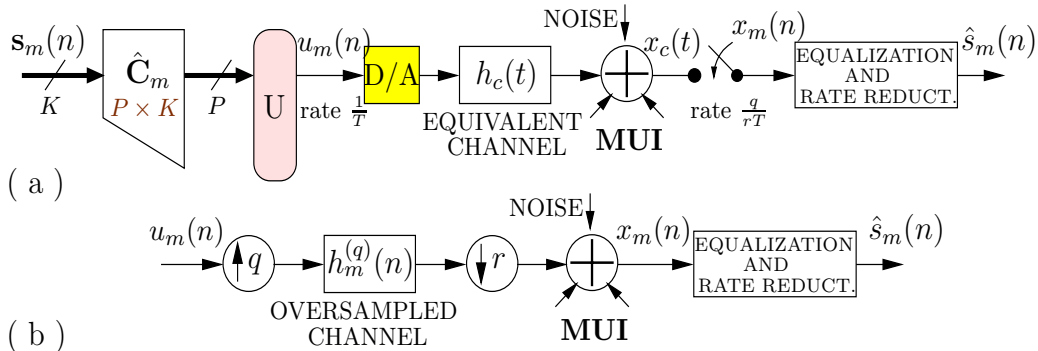 NOISE
s_m(n)
u_m(n)
x_c(t)
x_m(n)
ŝ_m(n)
Ĉ_m
P × K
K
P
U
D/A
h_c(t)
EQUALIZATION
AND
RATE REDUCT.
rate 1/T
EQUIVALENT
CHANNEL
MUI
rate q/rT
( a )
NOISE
u_m(n)
x_m(n)
ŝ_m(n)
q
h_m^(q)(n)
r
EQUALIZATION
AND
RATE REDUCT.
OVERSAMPLED
CHANNEL
MUI
( b )